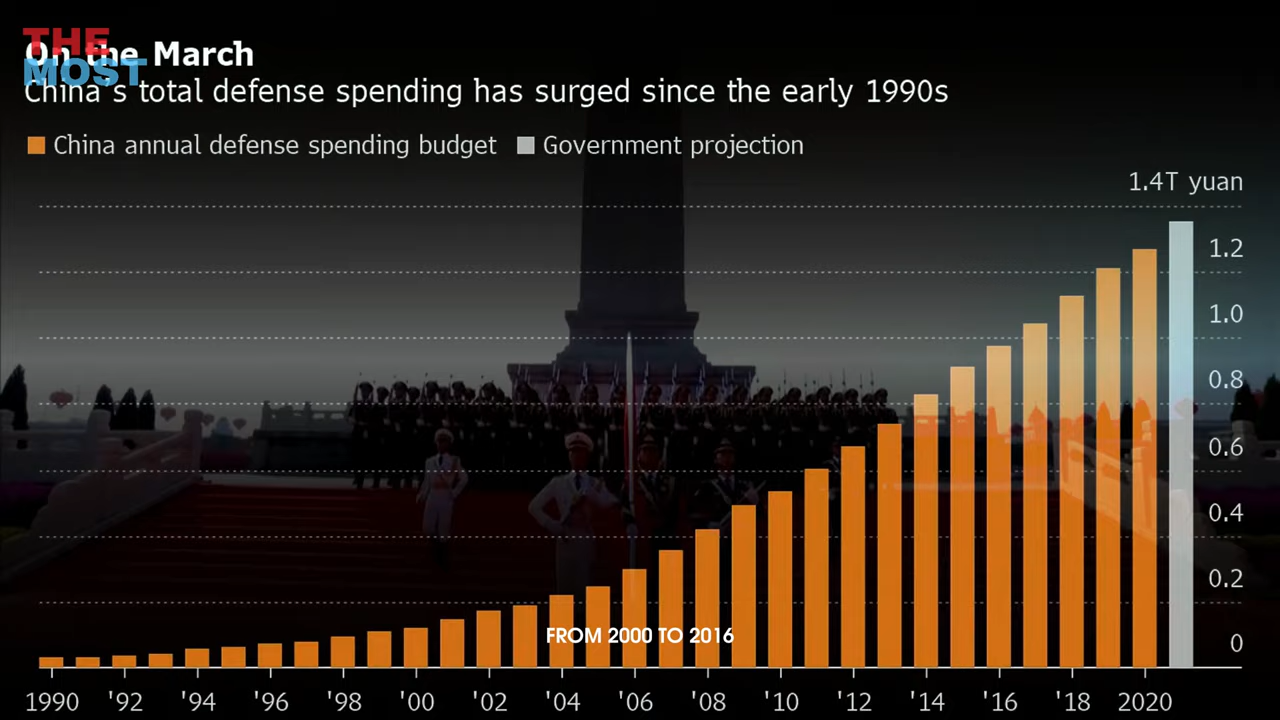 THE
MOST
On the March
China's total defense spending has surged since the early 1990s
China annual defense spending budget Government projection
1.4T yuan
1.2
1.0
0.8
0.6
0.4
0.2
0
FROM 2000 TO 2016
1990 '92 '94 '96 '98 '00 '02 '04 '06 '08 '10 '12 '14 '16 '18 2020